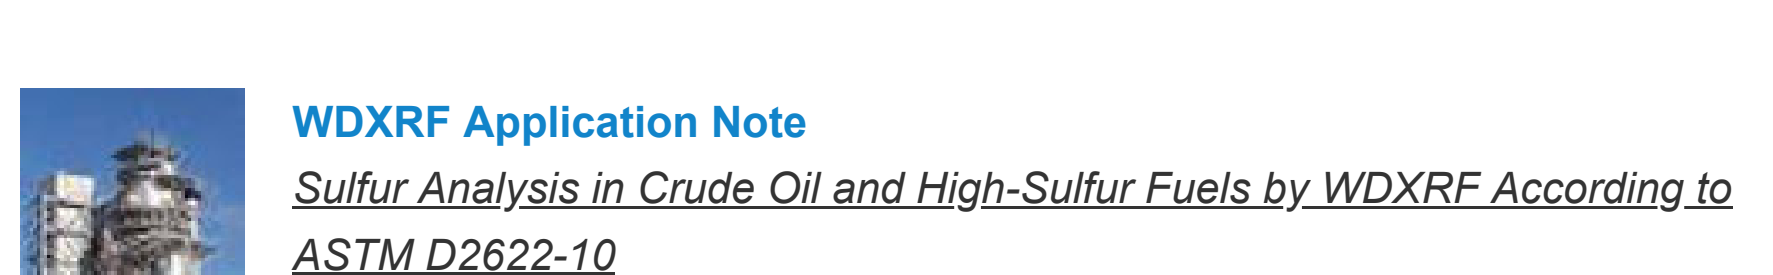 WDXRF Application Note
Sulfur Analysis in Crude Oil and High-Sulfur Fuels by WDXRF According to
ASTM D2622-10